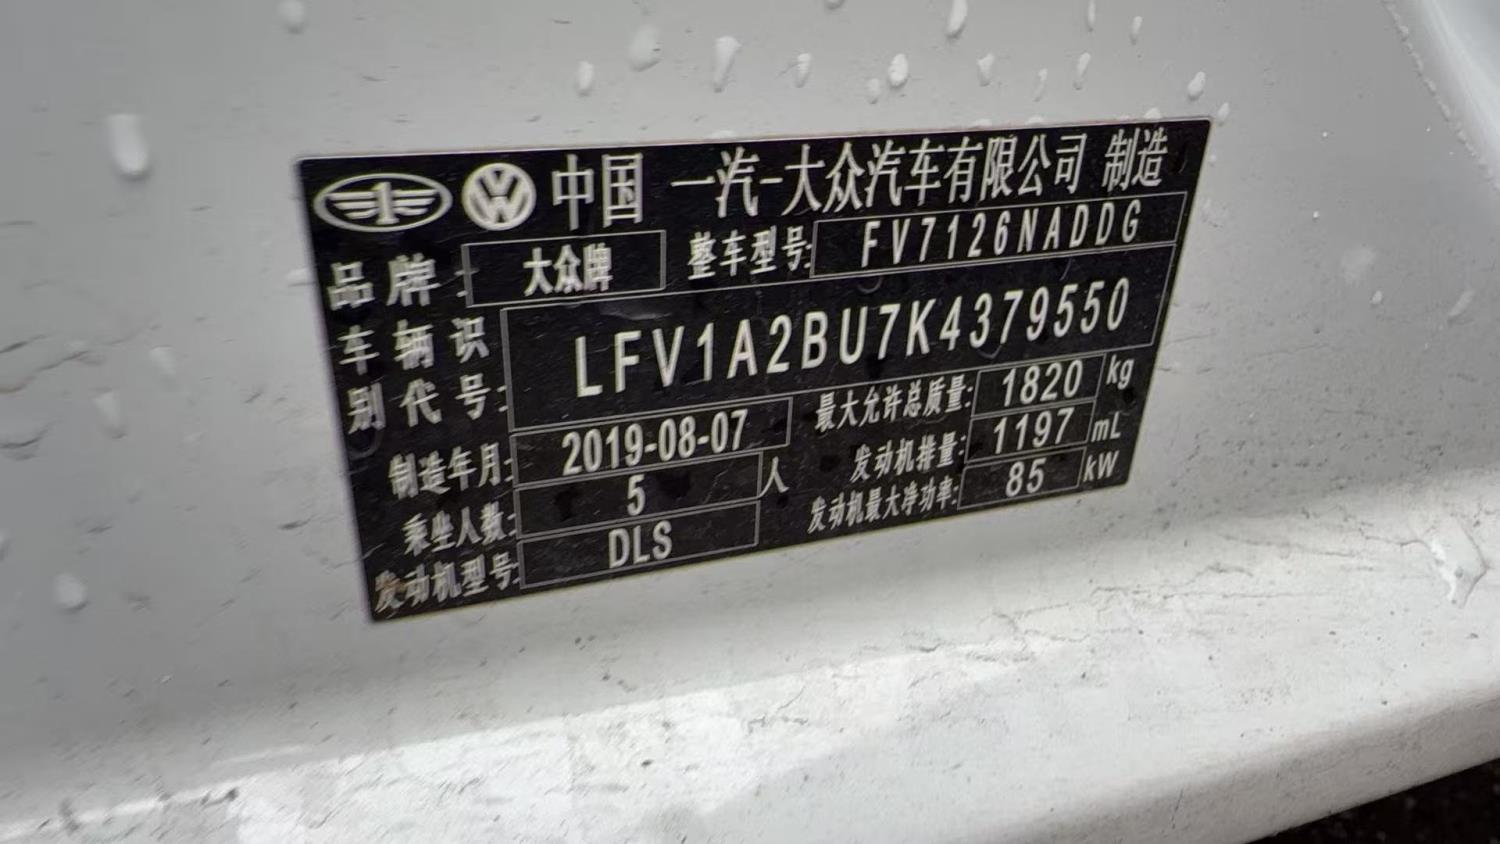 中国 一汽-大众汽车有限公司 制造
品牌: 大众牌 整车型号: FV7126NADDG
车辆识别代号: LFV1A2BU7K4379550
制造年月: 2019-08-07 最大允许总质量: 1820 kg
乘坐人数: 5 人 发动机排量: 1197 mL
发动机型号: DLS 发动机最大净功率: 85 kW